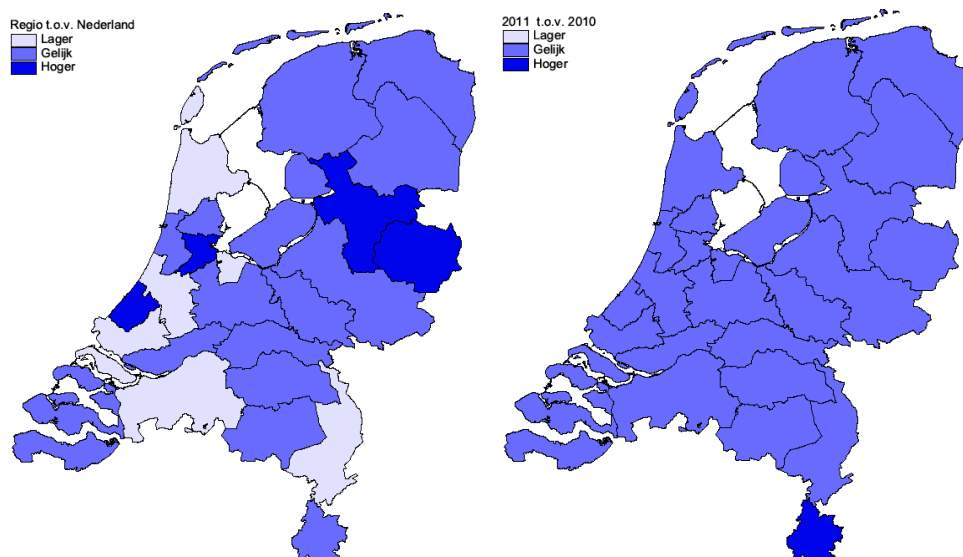 Regio t.o.v. Nederland
Lager
Gelijk
Hoger
2011 t.o.v. 2010
Lager
Gelijk
Hoger